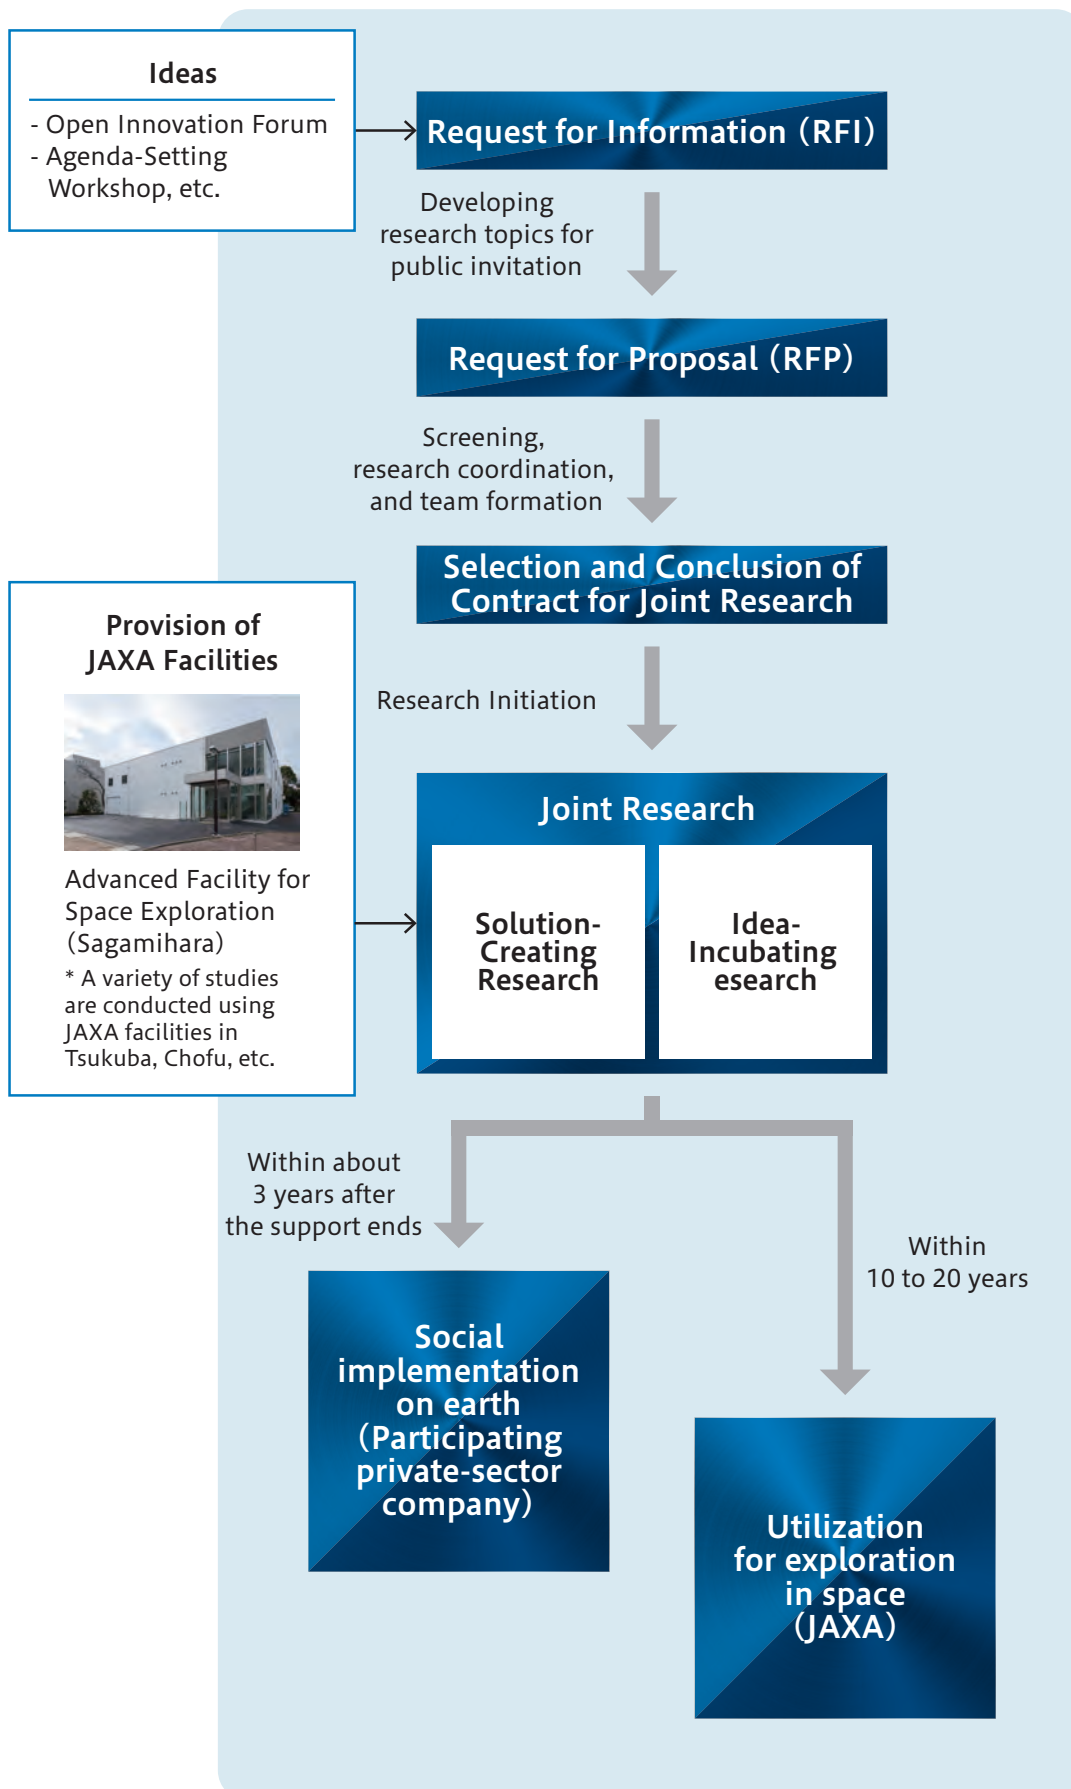 Ideas
- Open Innovation Forum
- Agenda-Setting
Workshop, etc.
Request for Information (RFI)
Developing
research topics for
public invitation
Request for Proposal (RFP)
Screening,
research coordination,
and team formation
Selection and Conclusion of
Contract for Joint Research
Provision of
JAXA Facilities
Advanced Facility for
Space Exploration
(Sagamihara)
* A variety of studies
are conducted using
JAXA facilities in
Tsukuba, Chofu, etc.
Research Initiation
Joint Research
Solution-
Creating
Research
Idea-
Incubating
esearch
Within about
3 years after
the support ends
Within
10 to 20 years
Social
implementation
on earth
(Participating
private-sector
company)
Utilization
for exploration
in space
(JAXA)